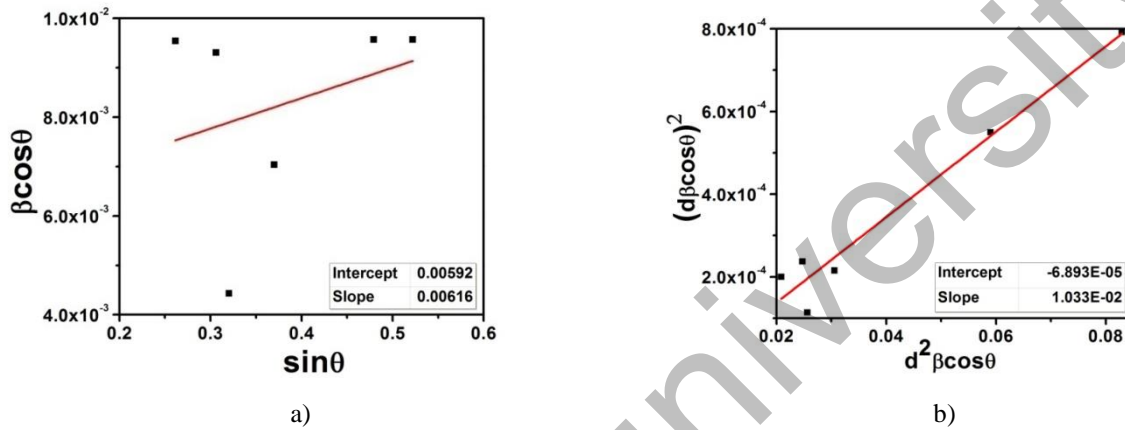 1.0x10⁻²
8.0x10⁻³
6.0x10⁻³
4.0x10⁻³
βcosθ
0.2
0.3
0.4
0.5
0.6
sinθ
Intercept 0.00592
Slope 0.00616
a)
8.0x10⁻⁴
6.0x10⁻⁴
4.0x10⁻⁴
2.0x10⁻⁴
(dβcosθ)²
0.02
0.04
0.06
0.08
d²βcosθ
Intercept -6.893E-05
Slope 1.033E-02
b)
universit